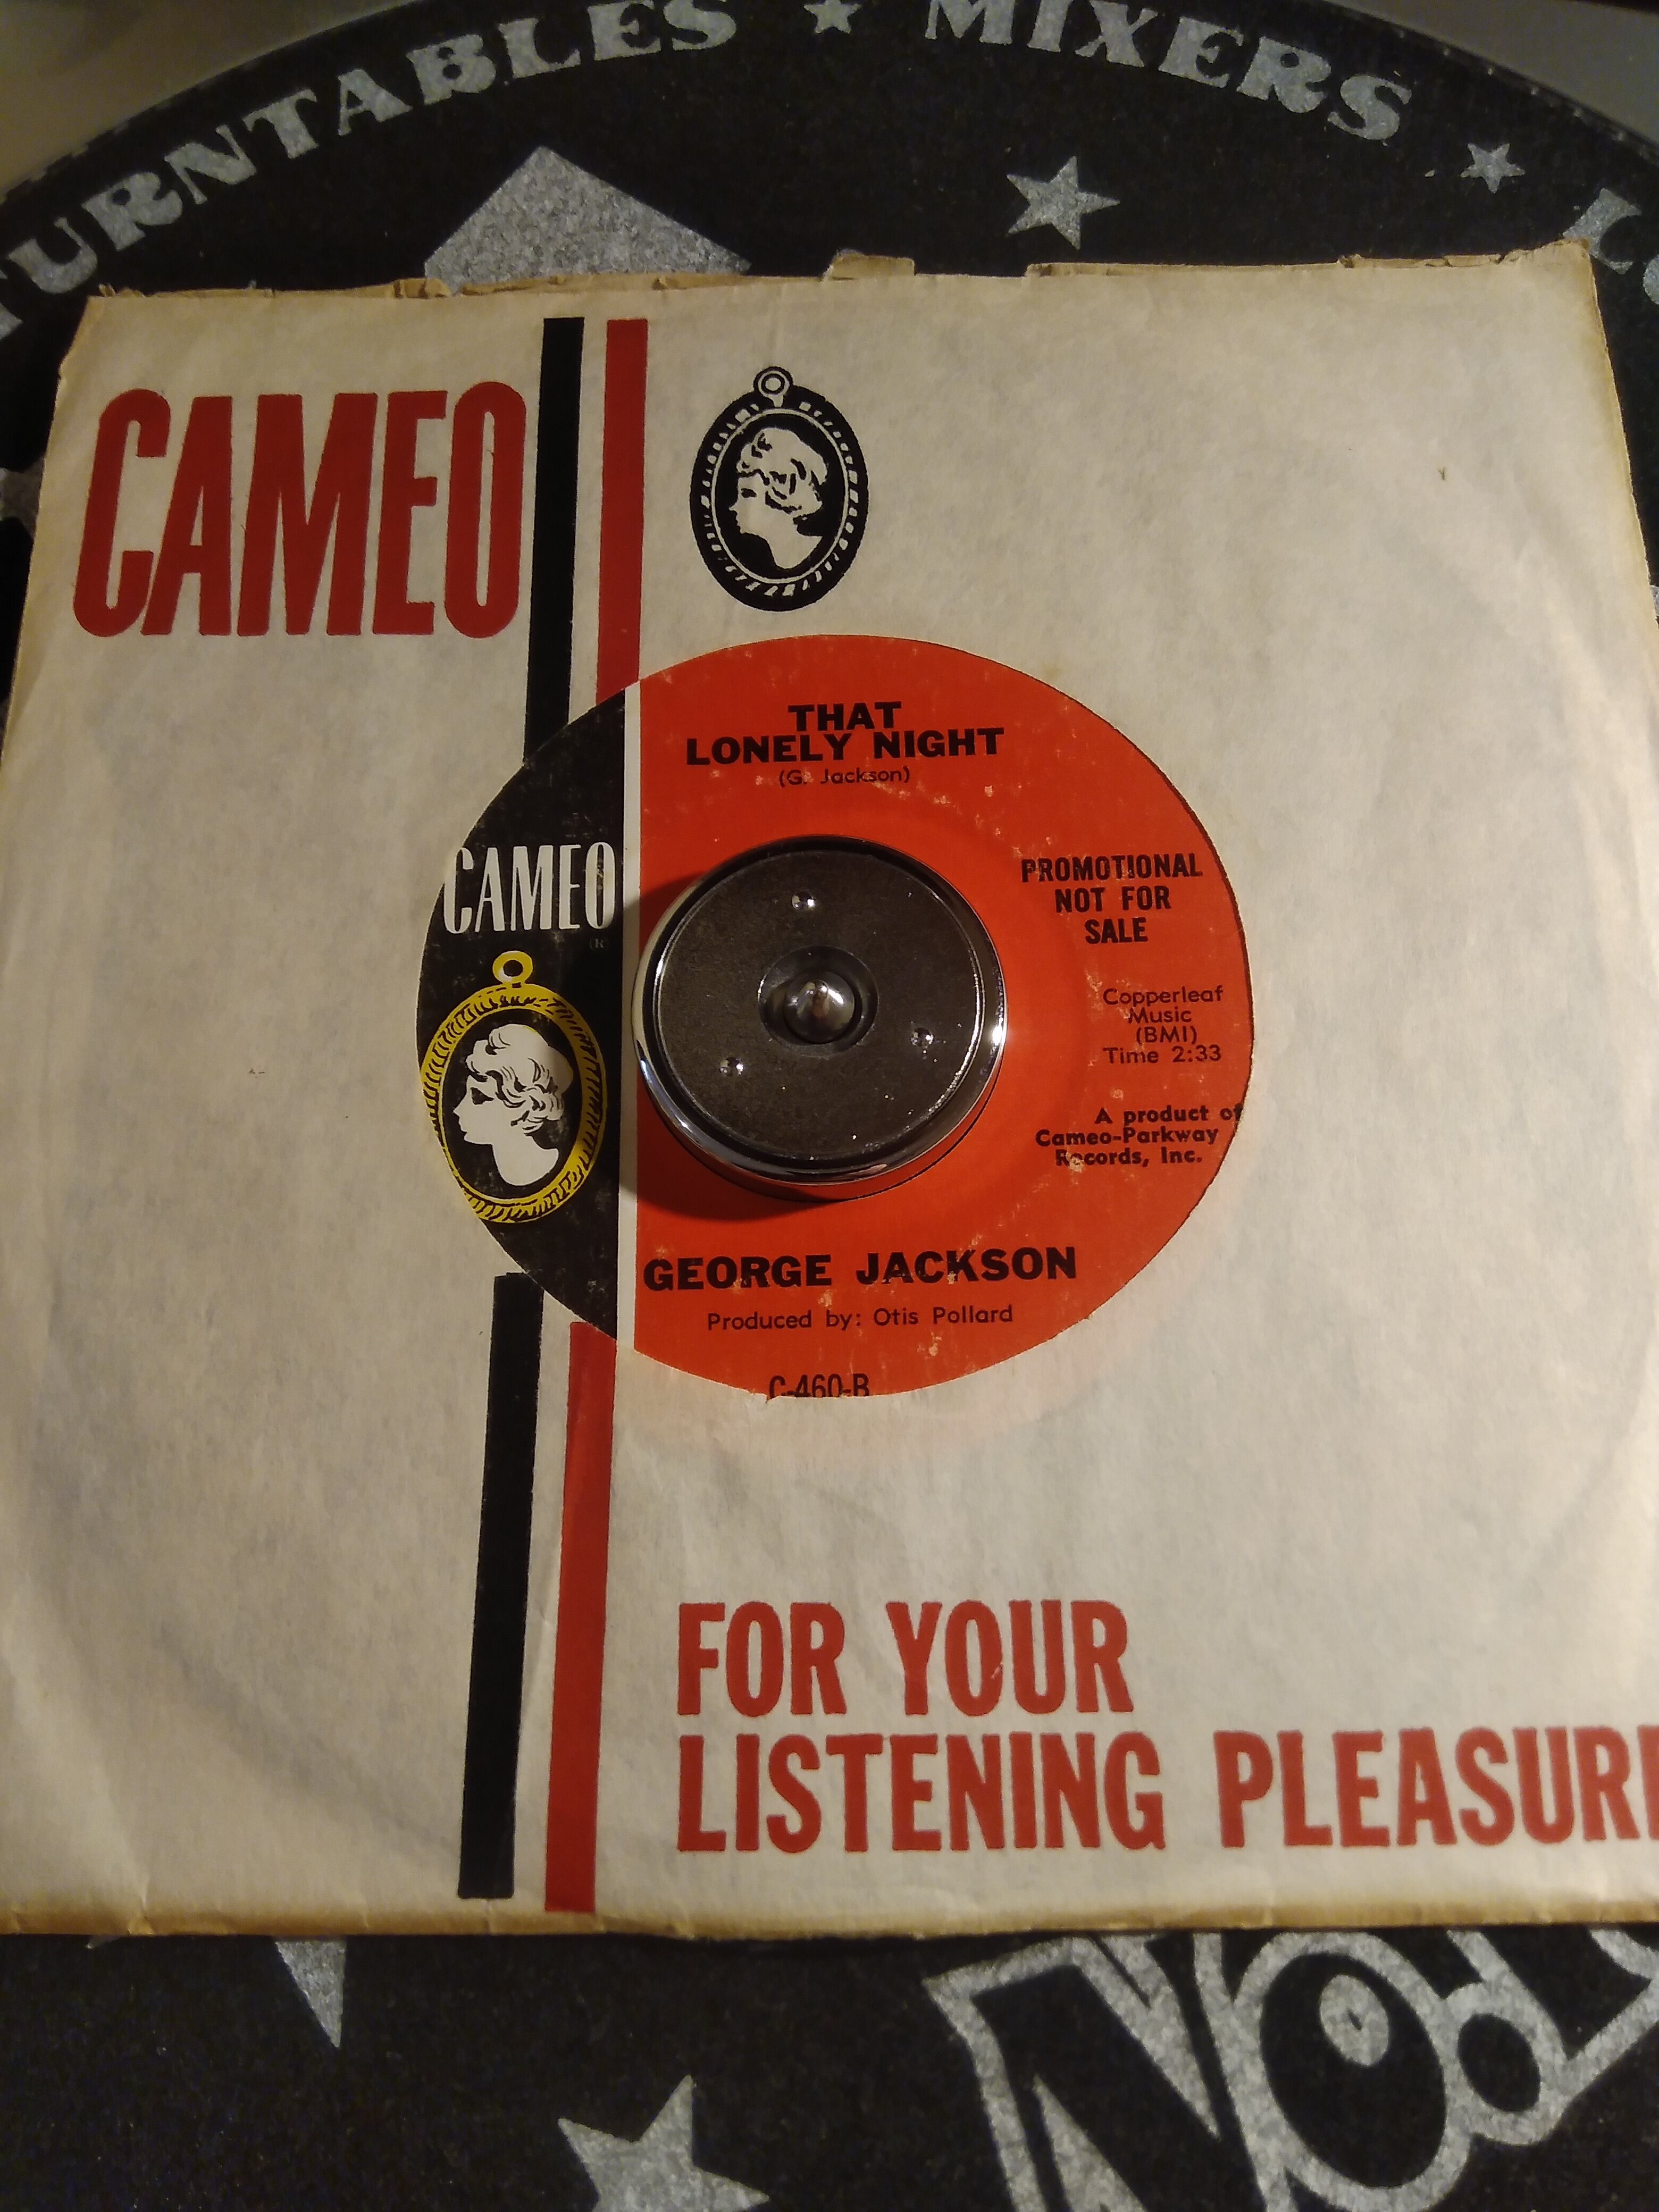 TURNTABLES ★ MIXERS ★
CAMEO
THAT
LONELY NIGHT
(G. Jackson)
CAMEO
PROMOTIONAL
NOT FOR
SALE
Copperleaf
Music
(BMI)
Time 2:33
A product of
Cameo-Parkway
Records, Inc.
GEORGE JACKSON
Produced by: Otis Pollard
C-460-B
FOR YOUR
LISTENING PLEASURE